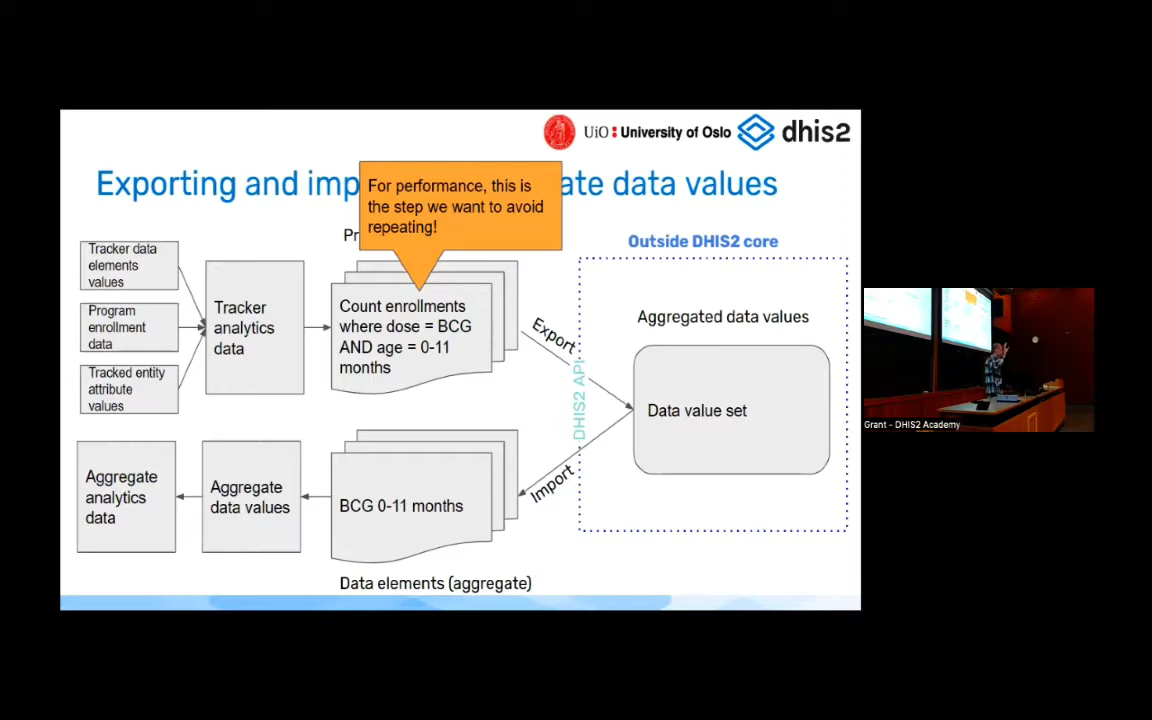 UiO : University of Oslo dhis2
For performance, this is
the step we want to avoid
repeating!
Exporting and imp
ate data values
Pr
Outside DHIS2 core
Tracker data
elements
values
Program
enrollment
data
Tracked entity
attribute
values
Tracker
analytics
data
Count enrollments
where dose = BCG
AND age = 0-11
months
Export
DHIS2 API
Import
Aggregated data values
Data value set
Aggregate
analytics
data
Aggregate
data values
BCG 0-11 months
Data elements (aggregate)
Grant - DHIS2 Academy